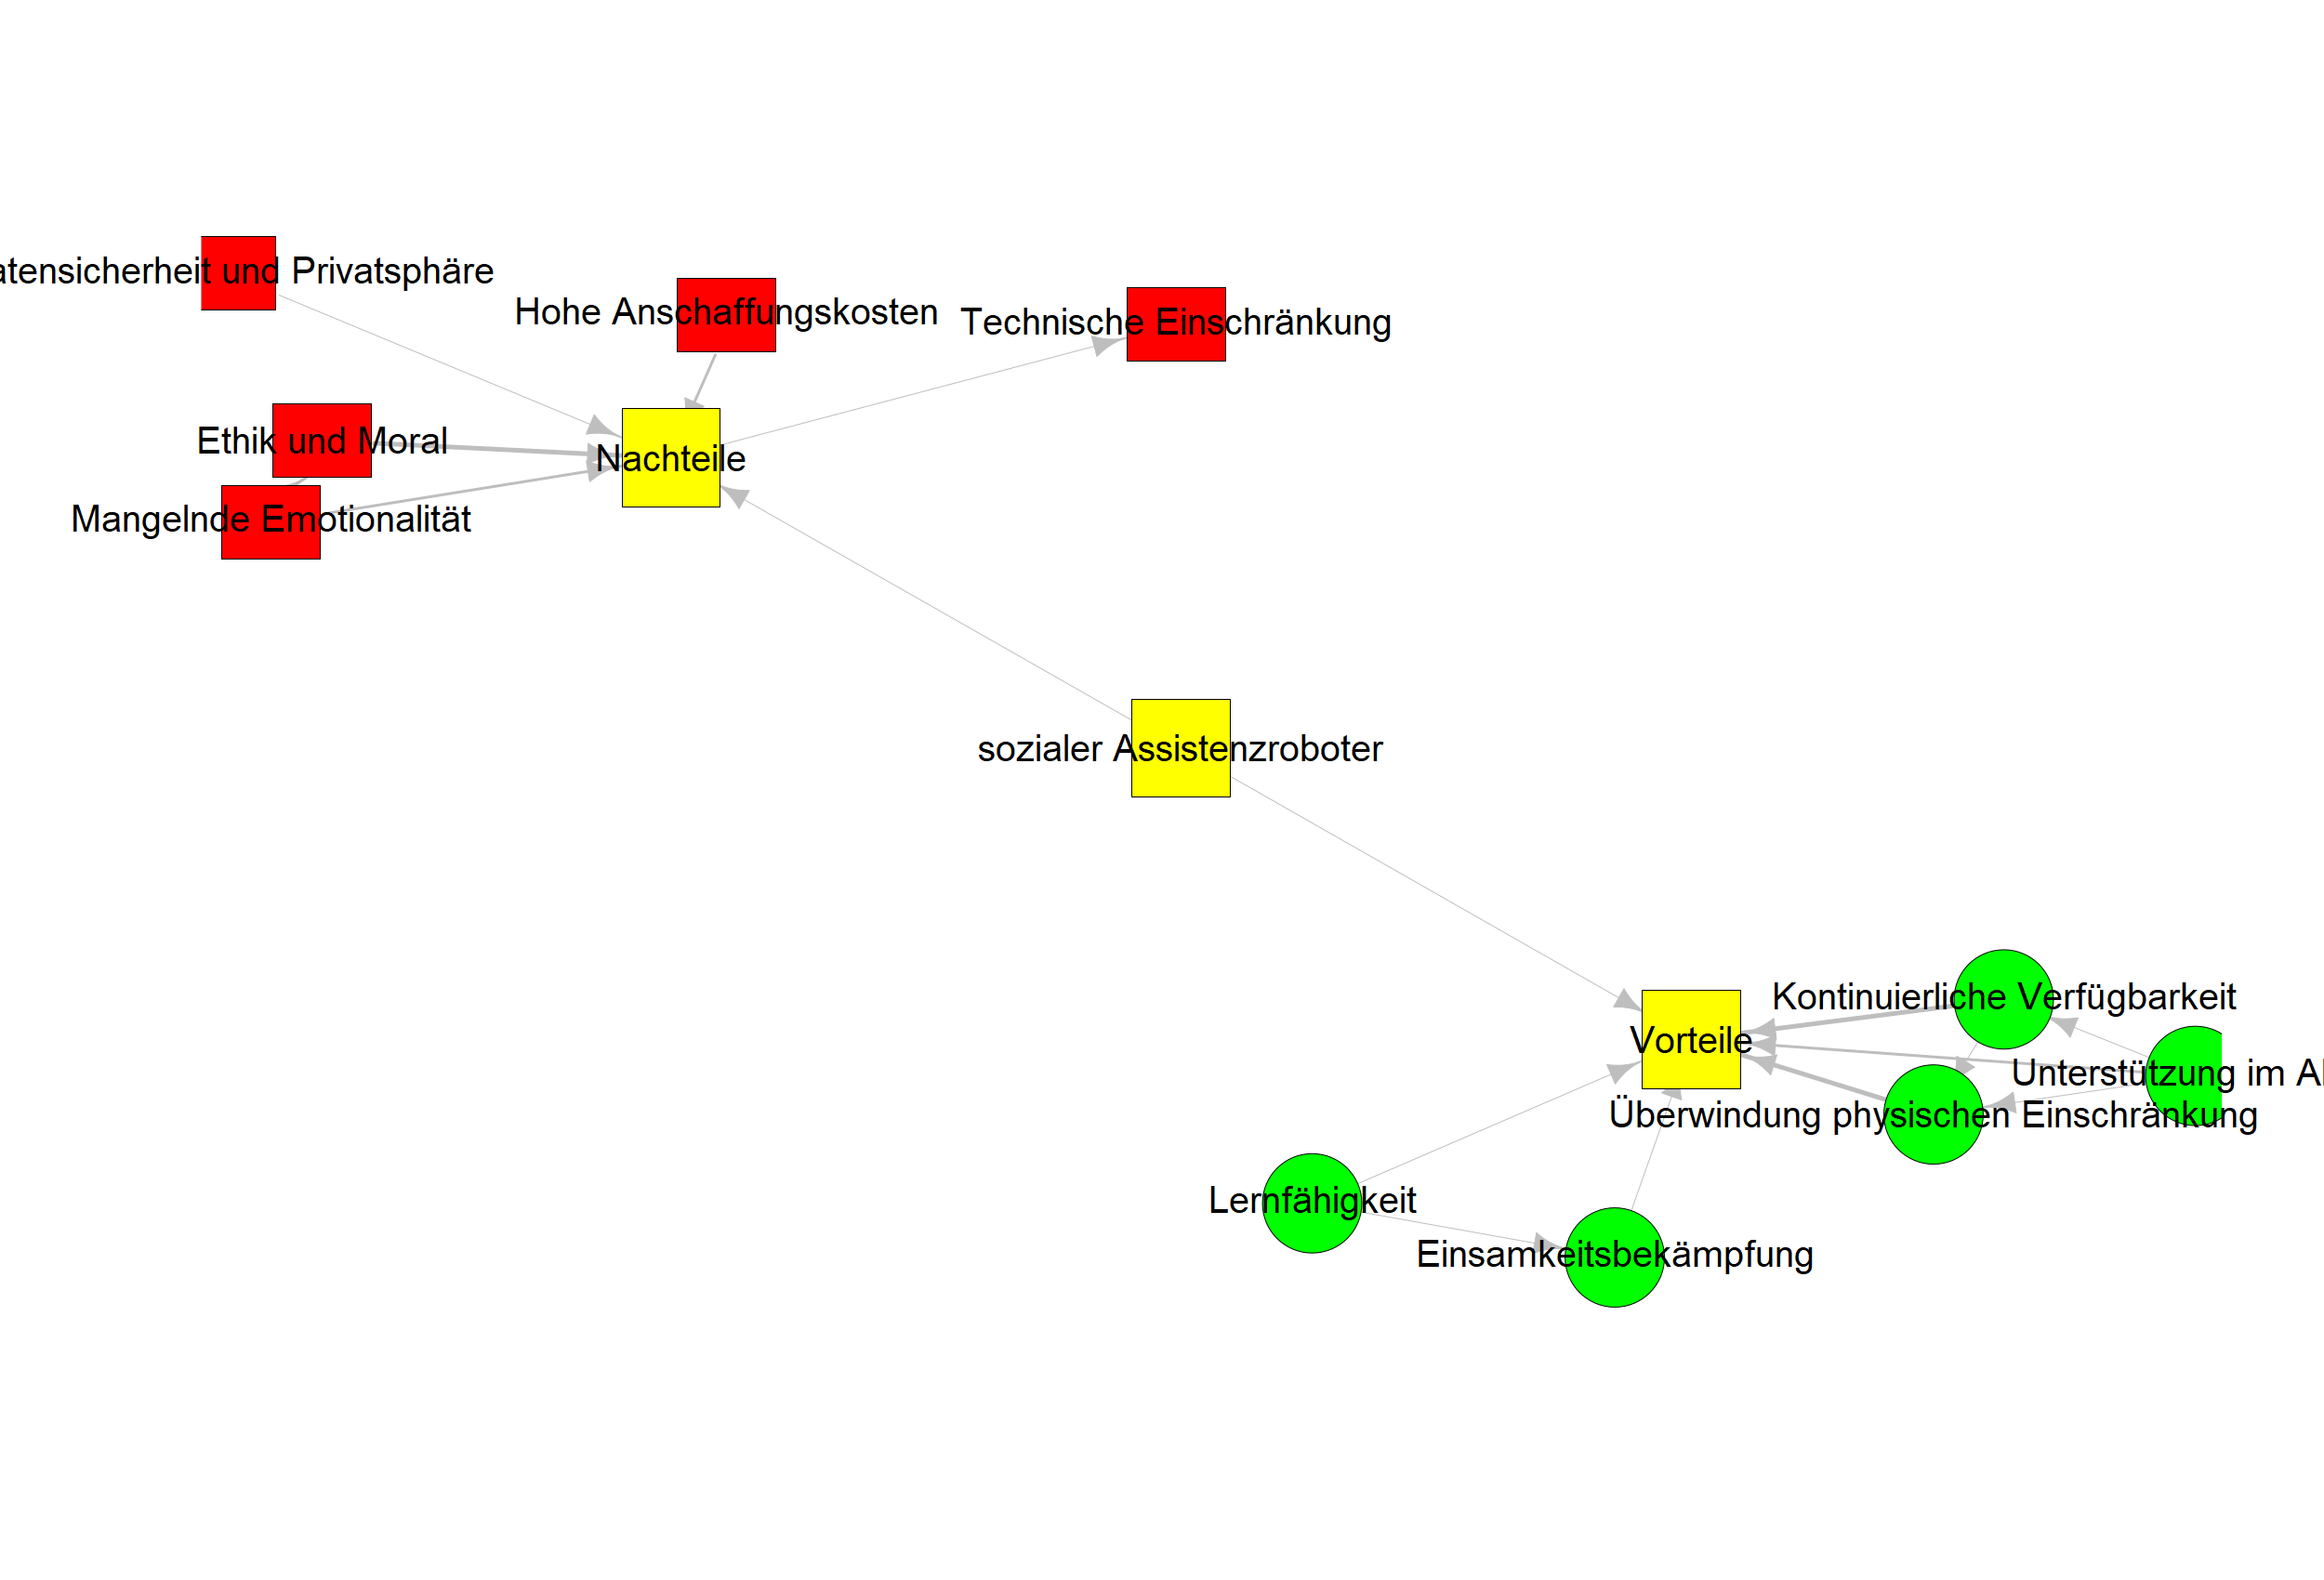 atensicherheit und Privatsphäre
Hohe Anschaffungskosten
Technische Einschränkung
Ethik und Moral
Nachteile
Mangelnde Emotionalität
sozialer Assistenzroboter
Kontinuierliche Verfügbarkeit
Vorteile
Unterstützung im Al
Überwindung physischen Einschränkung
Lernfähigkeit
Einsamkeitsbekämpfung